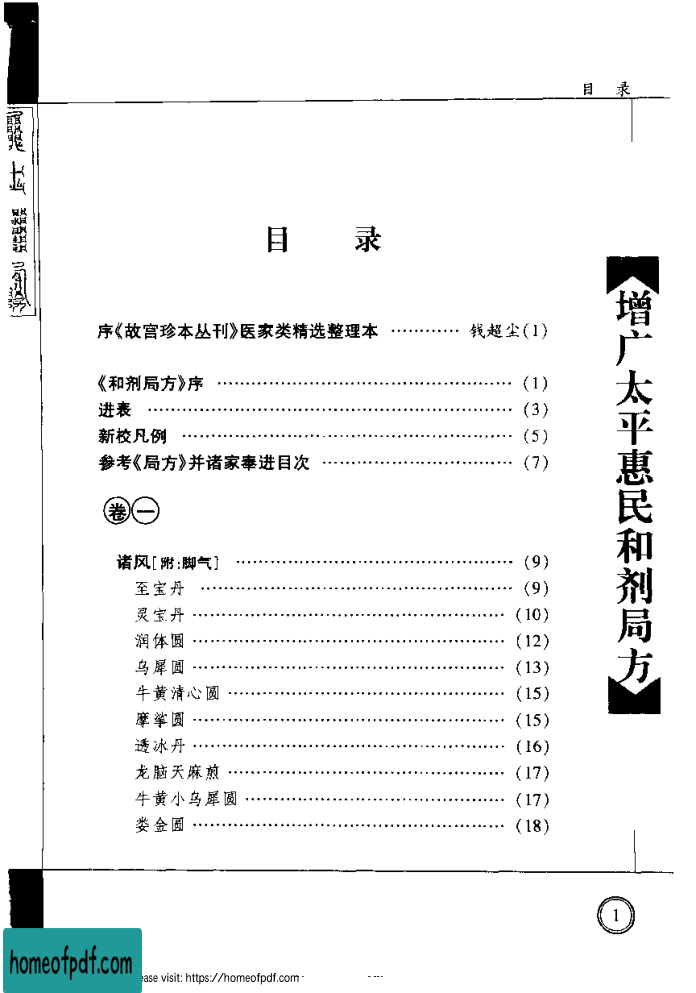 目 录
目 录
序《故宫珍本丛刊》医家类精选整理本 ………… 钱超尘(1)
《和剂局方》序 ………… (1)
进表 ………… (3)
新校凡例 ………… (5)
参考《局方》并诸家奉进目次 ………… (7)
卷一
诸风[附:脚气] ………… (9)
至宝丹 ………… (9)
灵宝丹 ………… (10)
润体圆 ………… (12)
乌犀圆 ………… (13)
牛黄清心圆 ………… (15)
摩挲圆 ………… (15)
透冰丹 ………… (16)
龙脑天麻煎 ………… (17)
牛黄小乌犀圆 ………… (17)
娄金圆 ………… (18)
增广太平惠民和剂局方
1
homeofpdf.com
ease visit: https://homeofpdf.com